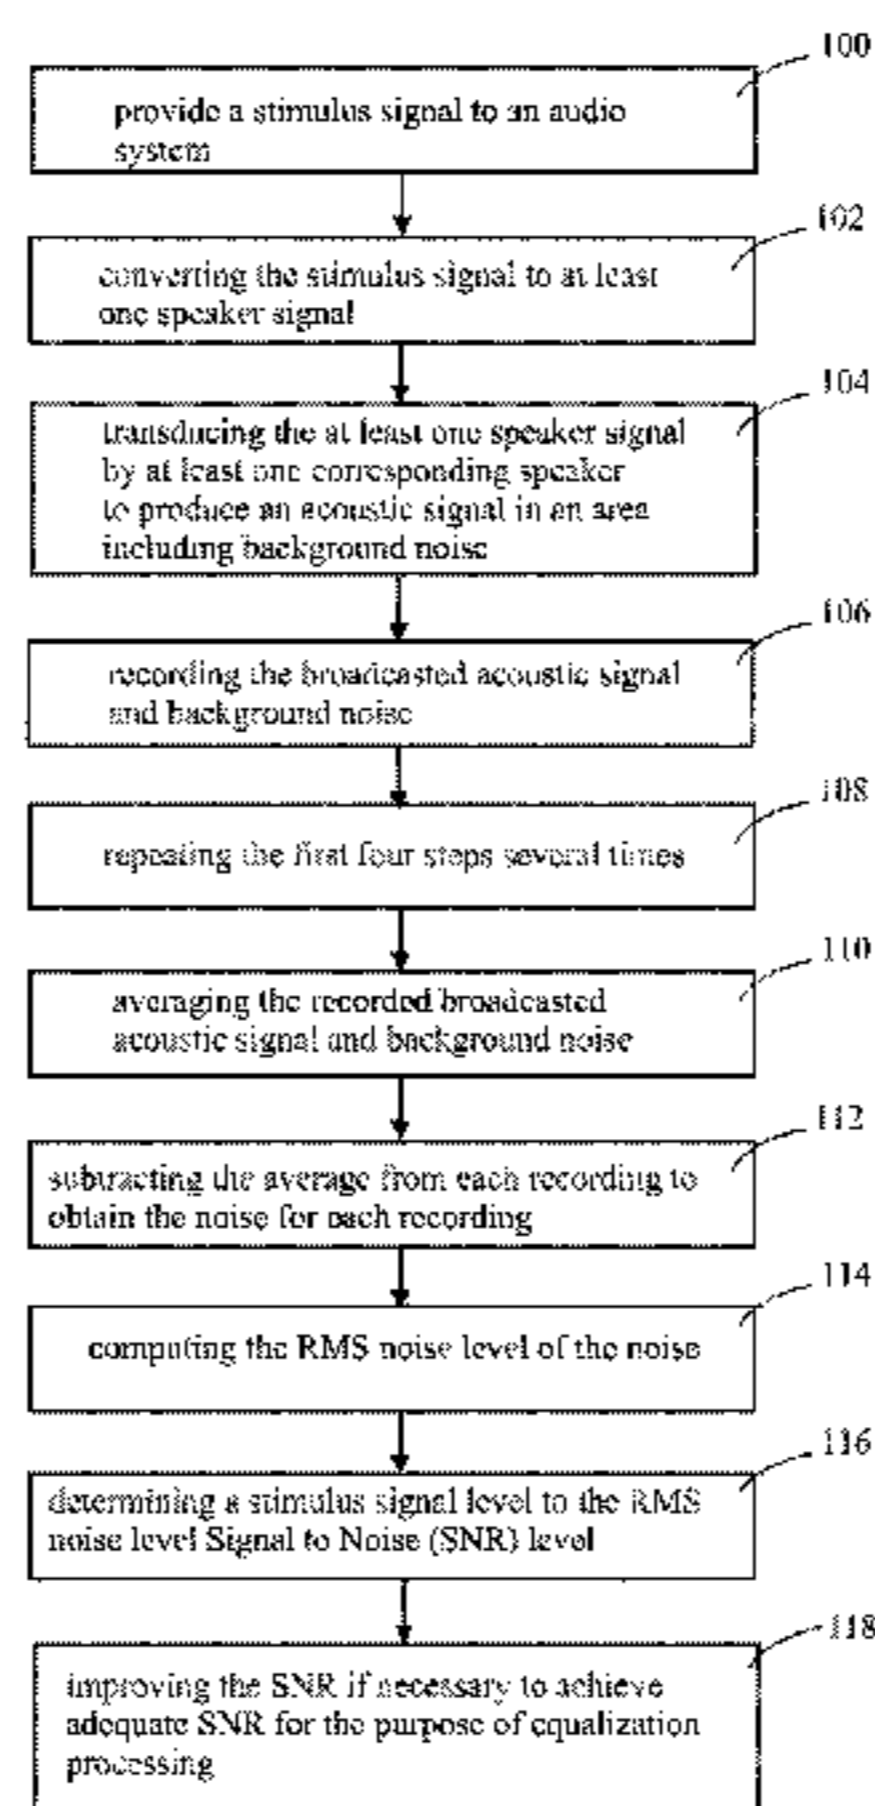 100
provide a stimulus signal to an audio
system
102
converting the stimulus signal to at least
one speaker signal
104
transducing the at least one speaker signal
by at least one corresponding speaker
to produce an acoustic signal in an area
including background noise
106
recording the broadcasted acoustic signal
and background noise
108
repeating the first four steps several times
110
averaging the recorded broadcasted
acoustic signal and background noise
112
subtracting the average from each recording to
obtain the noise for each recording
114
computing the RMS noise level of the noise
116
determining a stimulus signal level to the RMS
noise level Signal to Noise (SNR) level
118
improving the SNR if necessary to achieve
adequate SNR for the purpose of equalization
processing